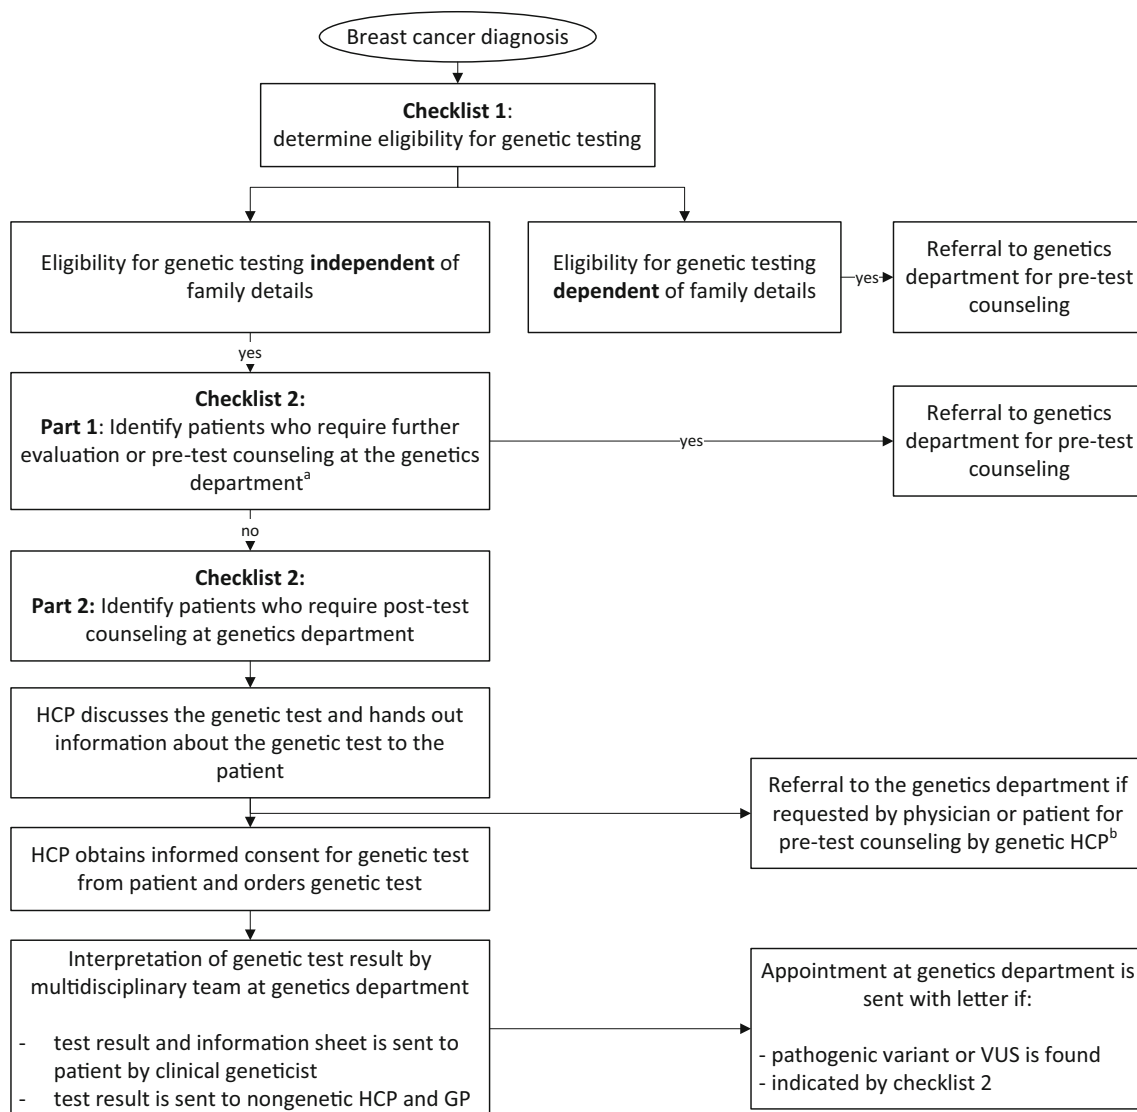 Breast cancer diagnosis
Checklist 1:
determine eligibility for genetic testing
Eligibility for genetic testing independent of
family details
Eligibility for genetic testing
dependent of family details
yes
Referral to genetics
department for pre-test
counseling
yes
Checklist 2:
Part 1: Identify patients who require further
evaluation or pre-test counseling at the genetics
departmentᵃ
yes
Referral to genetics
department for pre-test
counseling
no
Checklist 2:
Part 2: Identify patients who require post-test
counseling at genetics department
HCP discusses the genetic test and hands out
information about the genetic test to the
patient
Referral to the genetics department if
requested by physician or patient for
pre-test counseling by genetic HCPᵇ
HCP obtains informed consent for genetic test
from patient and orders genetic test
Interpretation of genetic test result by
multidisciplinary team at genetics department
- test result and information sheet is sent to
patient by clinical geneticist
- test result is sent to nongenetic HCP and GP
Appointment at genetics department is
sent with letter if:
- pathogenic variant or VUS is found
- indicated by checklist 2